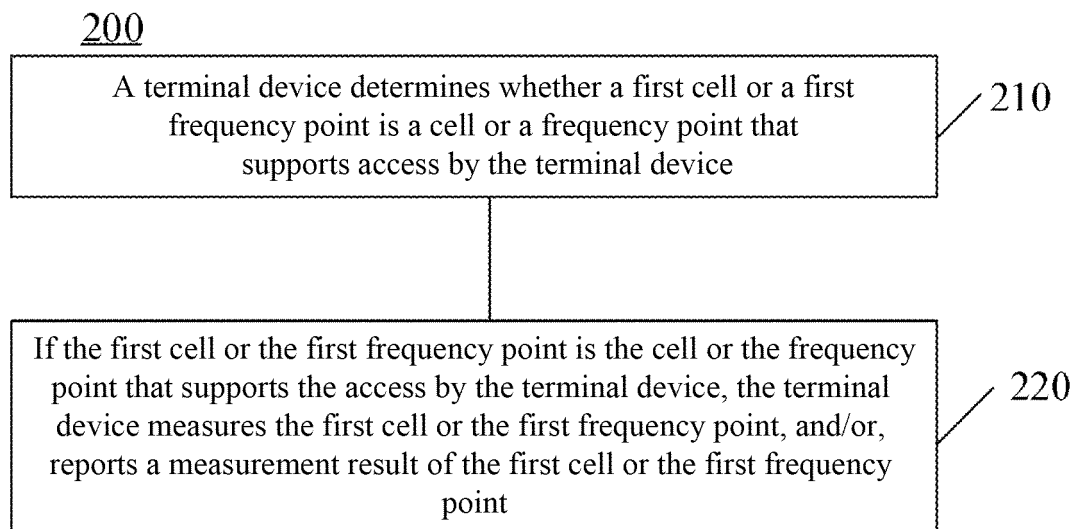 200
A terminal device determines whether a first cell or a first
frequency point is a cell or a frequency point that
supports access by the terminal device
210
If the first cell or the first frequency point is the cell or the frequency
point that supports the access by the terminal device, the terminal
device measures the first cell or the first frequency point, and/or,
reports a measurement result of the first cell or the first frequency
point
220